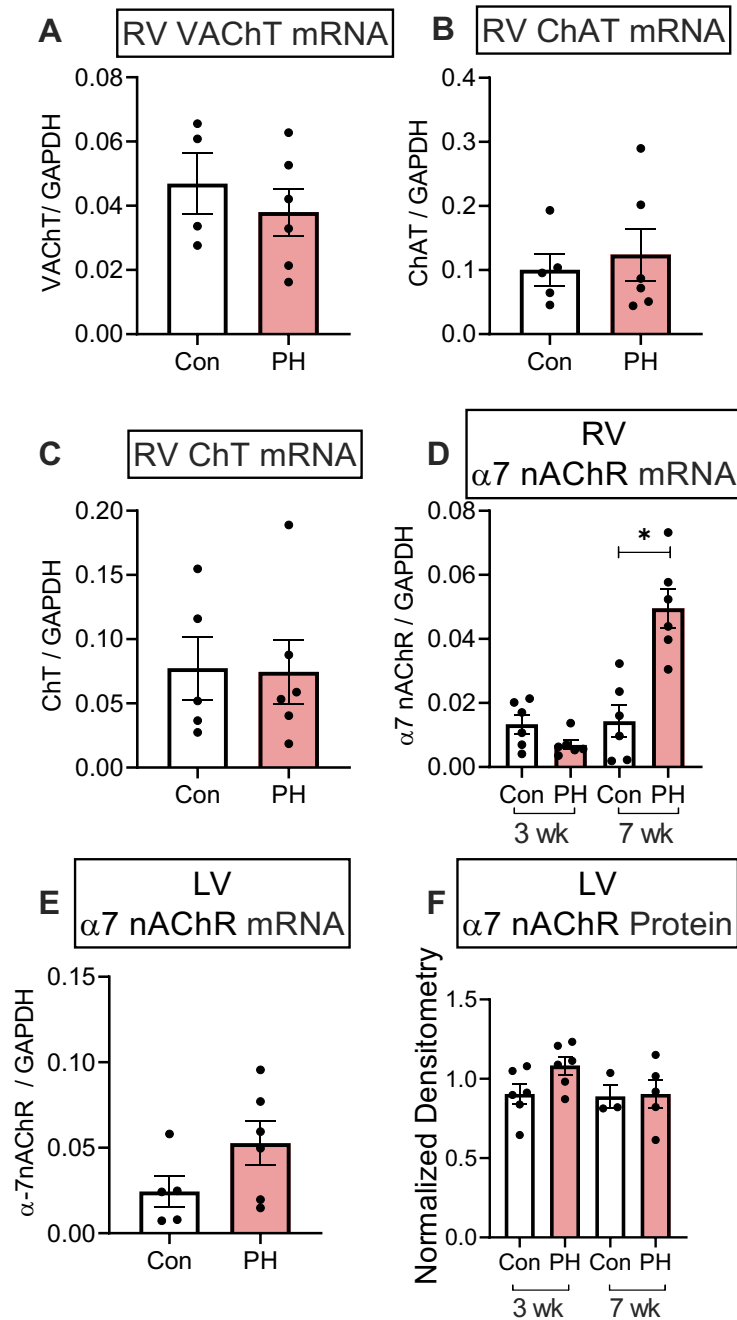 A
RV VAChT mRNA
VAChT/ GAPDH
0.08
0.06
0.04
0.02
0.00
Con PH
B
RV ChAT mRNA
ChAT / GAPDH
0.4
0.3
0.2
0.1
0.0
Con PH
C
RV ChT mRNA
ChT / GAPDH
0.20
0.15
0.10
0.05
0.00
Con PH
D
RV
α7 nAChR mRNA
α7 nAChR / GAPDH
0.08
0.06
0.04
0.02
0.00
*
Con PH Con PH
3 wk 7 wk
E
LV
α7 nAChR mRNA
α-7nAChR / GAPDH
0.15
0.10
0.05
0.00
Con PH
F
LV
α7 nAChR Protein
Normalized Densitometry
1.5
1.0
0.5
0.0
Con PH Con PH
3 wk 7 wk